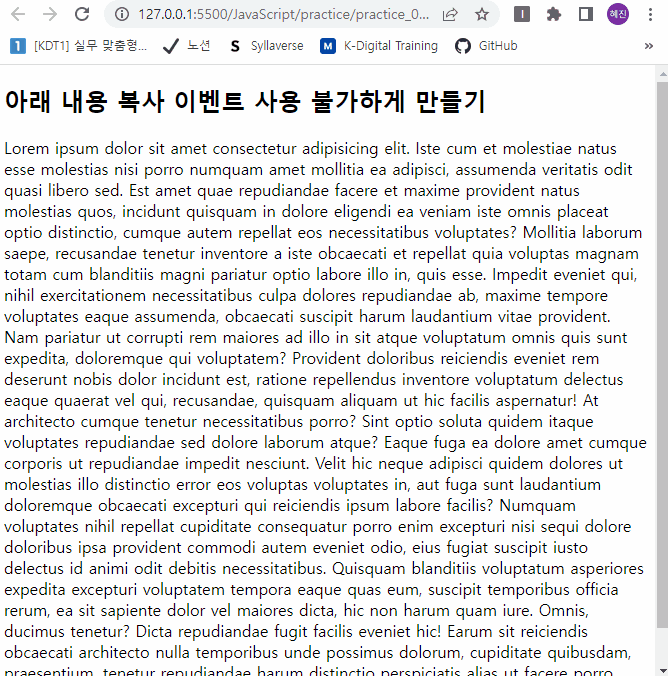 127.0.0.1:5500/JavaScript/practice/practice_0...
혜진
[KDT1] 실무 맞춤형... 노션 Syllaverse K-Digital Training GitHub »
아래 내용 복사 이벤트 사용 불가하게 만들기
Lorem ipsum dolor sit amet consectetur adipisicing elit. Iste cum et molestiae natus
esse molestias nisi porro numquam amet mollitia ea adipisci, assumenda veritatis odit
quasi libero sed. Est amet quae repudiandae facere et maxime provident natus
molestias quos, incidunt quisquam in dolore eligendi ea veniam iste omnis placeat
optio distinctio, cumque autem repellat eos necessitatibus voluptates? Mollitia laborum
saepe, recusandae tenetur inventore a iste obcaecati et repellat quia voluptas magnam
totam cum blanditiis magni pariatur optio labore illo in, quis esse. Impedit eveniet qui,
nihil exercitationem necessitatibus culpa dolores repudiandae ab, maxime tempore
voluptates eaque assumenda, obcaecati suscipit harum laudantium vitae provident.
Nam pariatur ut corrupti rem maiores ad illo in sit atque voluptatum omnis quis sunt
expedita, doloremque qui voluptatem? Provident doloribus reiciendis eveniet rem
deserunt nobis dolor incidunt est, ratione repellendus inventore voluptatum delectus
eaque quaerat vel qui, recusandae, quisquam aliquam ut hic facilis aspernatur! At
architecto cumque tenetur necessitatibus porro? Sint optio soluta quidem itaque
voluptates repudiandae sed dolore laborum atque? Eaque fuga ea dolore amet cumque
corporis ut repudiandae impedit nesciunt. Velit hic neque adipisci quidem dolores ut
molestias illo distinctio error eos voluptas voluptates in, aut fuga sunt laudantium
doloremque obcaecati excepturi qui reiciendis ipsum labore facilis? Numquam
voluptates nihil repellat cupiditate consequatur porro enim excepturi nisi sequi dolore
doloribus ipsa provident commodi autem eveniet odio, eius fugiat suscipit iusto
delectus id animi odit debitis necessitatibus. Quisquam blanditiis voluptatum asperiores
expedita excepturi voluptatem tempora eaque quas eum, suscipit temporibus officia
rerum, ea sit sapiente dolor vel maiores dicta, hic non harum quam iure. Omnis,
ducimus tenetur? Dicta repudiandae fugit facilis eveniet hic! Earum sit reiciendis
obcaecati architecto nulla temporibus unde possimus dolorum, cupiditate quibusdam,
praesentium, tenetur repudiandae harum distinctio perspiciatis alias ut facere porro